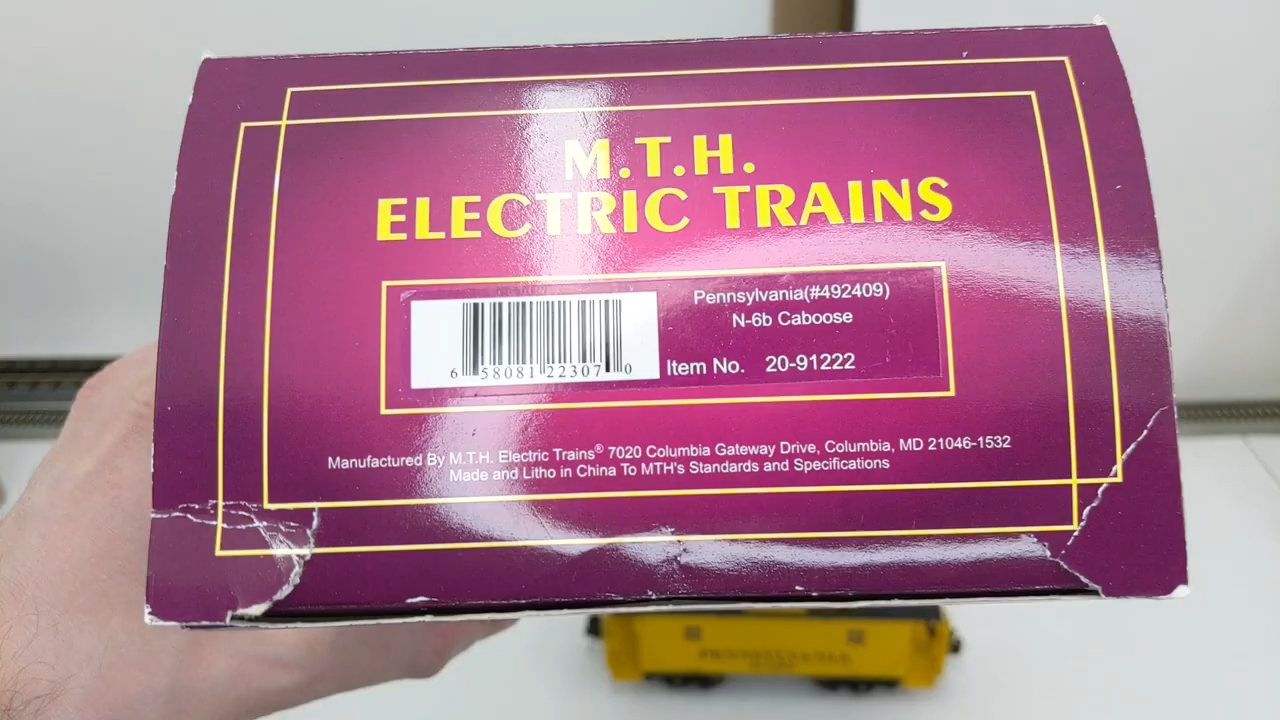 M.T.H.
ELECTRIC TRAINS
Pennsylvania(#492409)
N-6b Caboose
Item No. 20-91222
6 58081 22307 0
Manufactured By M.T.H. Electric Trains® 7020 Columbia Gateway Drive, Columbia, MD 21046-1532
Made and Litho in China To MTH's Standards and Specifications
PENNSYLVANIA